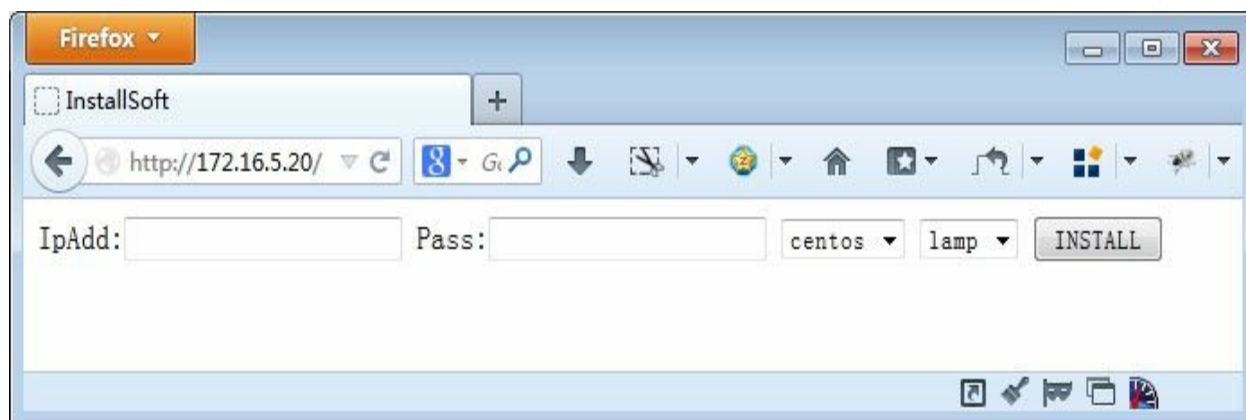 Firefox
InstallSoft
http://172.16.5.20/
IpAdd: Pass: centos lamp INSTALL